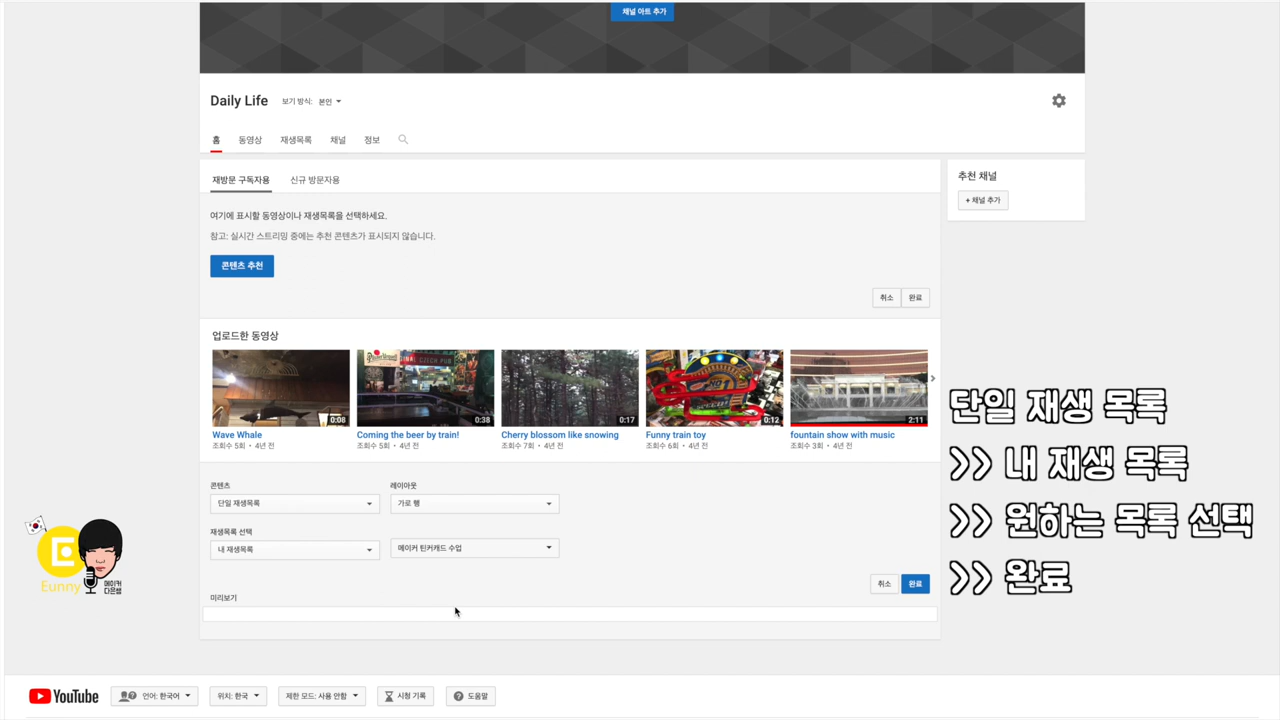 채널 아트 추가
Daily Life 보기 방식: 본인
홈 동영상 재생목록 채널 정보
재방문 구독자용 신규 방문자용
추천 채널
+ 채널 추가
여기에 표시할 동영상이나 재생목록을 선택하세요.
참고: 실시간 스트리밍 중에는 추천 콘텐츠가 표시되지 않습니다.
콘텐츠 추천
취소 완료
업로드한 동영상
0:08 0:38 0:17 0:12 2:11
Wave Whale Coming the beer by train! Cherry blossom like snowing Funny train toy fountain show with music
조회수 5회 • 4년 전 조회수 5회 • 4년 전 조회수 7회 • 4년 전 조회수 6회 • 4년 전 조회수 3회 • 4년 전
단일 재생 목록
>> 내 재생 목록
>> 원하는 목록 선택
>> 완료
콘텐츠 레이아웃
단일 재생목록 가로 행
재생목록 선택
내 재생목록 메이커 틴커캐드 수업
취소 완료
미리보기
E
Eunny
메이커
다은쌤
YouTube 언어: 한국어 위치: 한국 제한 모드: 사용 안함 시청 기록 도움말